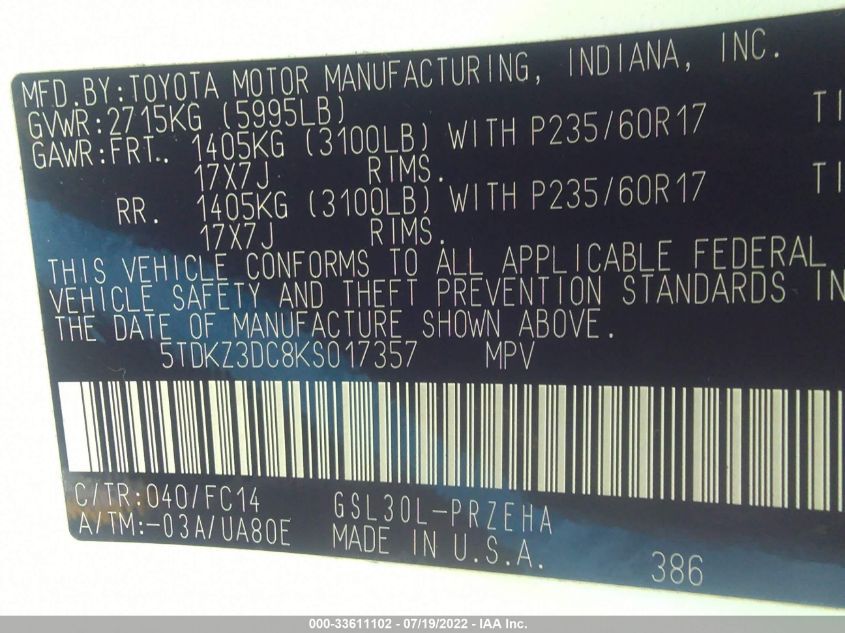 MFD.BY:TOYOTA MOTOR MANUFACTURING, INDIANA, INC.
GVWR:2715KG (5995LB)
GAWR:FRT.. 1405KG (3100LB) WITH P235/60R17 TI
17X7J RIMS.
RR. 1405KG (3100LB) WITH P235/60R17 TI
17X7J RIMS.
THIS VEHICLE CONFORMS TO ALL APPLICABLE FEDERAL
VEHICLE SAFETY AND THEFT PREVENTION STANDARDS IN
THE DATE OF MANUFACTURE SHOWN ABOVE.
5TDKZ3DC8KS017357 MPV
C/TR:040/FC14 GSL30L-PRZEHA
A/TM:-03A/UA80E MADE IN U.S.A. 386
000-33611102 - 07/19/2022 - IAA Inc.